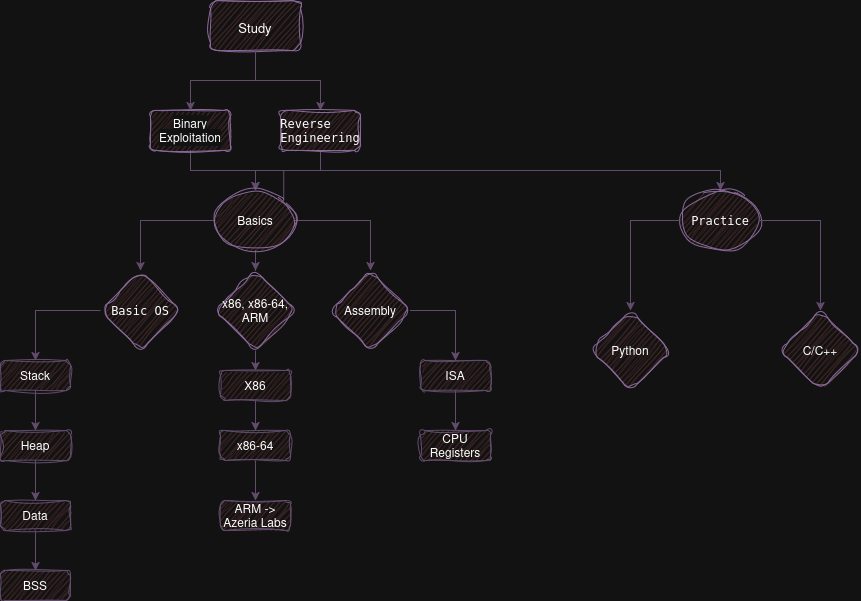 Study
Binary
Exploitation
Reverse
Engineering
Basics
Practice
Basic OS
x86, x86-64,
ARM
Assembly
Python
C/C++
Stack
X86
ISA
Heap
x86-64
CPU
Registers
Data
ARM ->
Azeria Labs
BSS